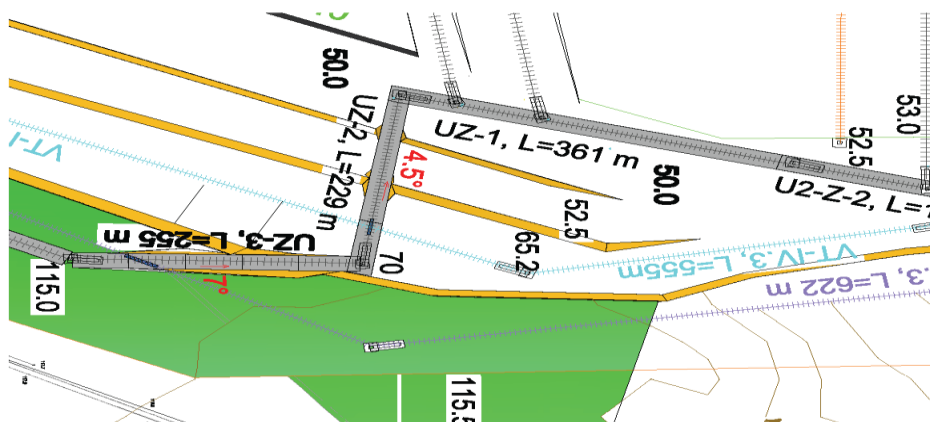 50.0
53.0
UZ-1, L=361 m
52.5
UZ-2, L=229 m
4.5°
50.0
U2-Z-2, L=1
VT-I
52.5
UZ-3, L=255 m
65.2
VT-IV-3, L=555m
70
7°
115.0
.3, L=622 m
115.5